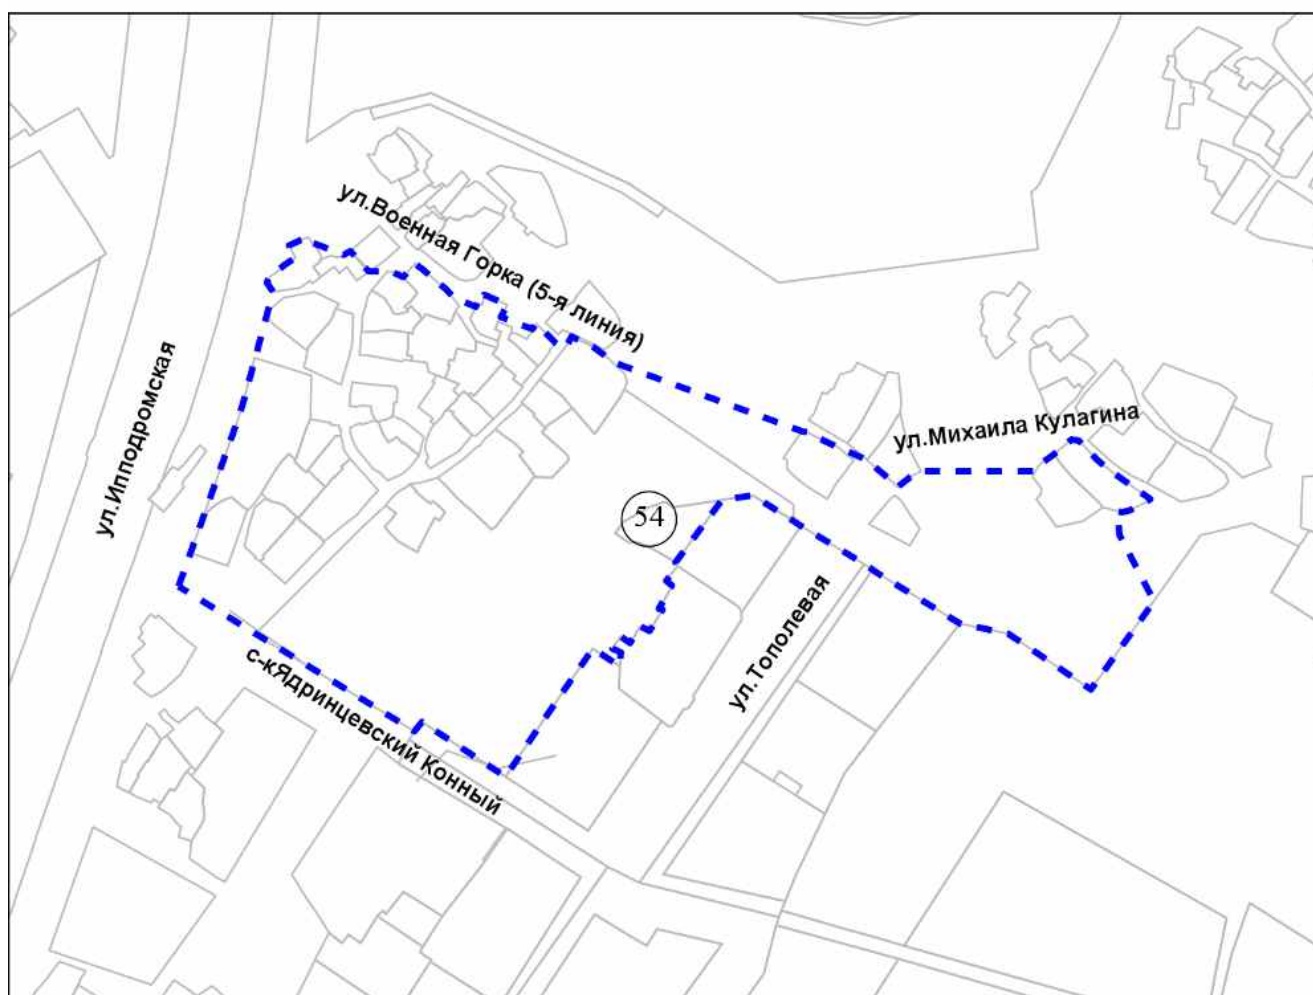 ул.Военная Горка (5-я линия)
ул.Ипподромская
ул.Михаила Кулагина
54
ул.Тополевая
с-кЯдринцевский Конный